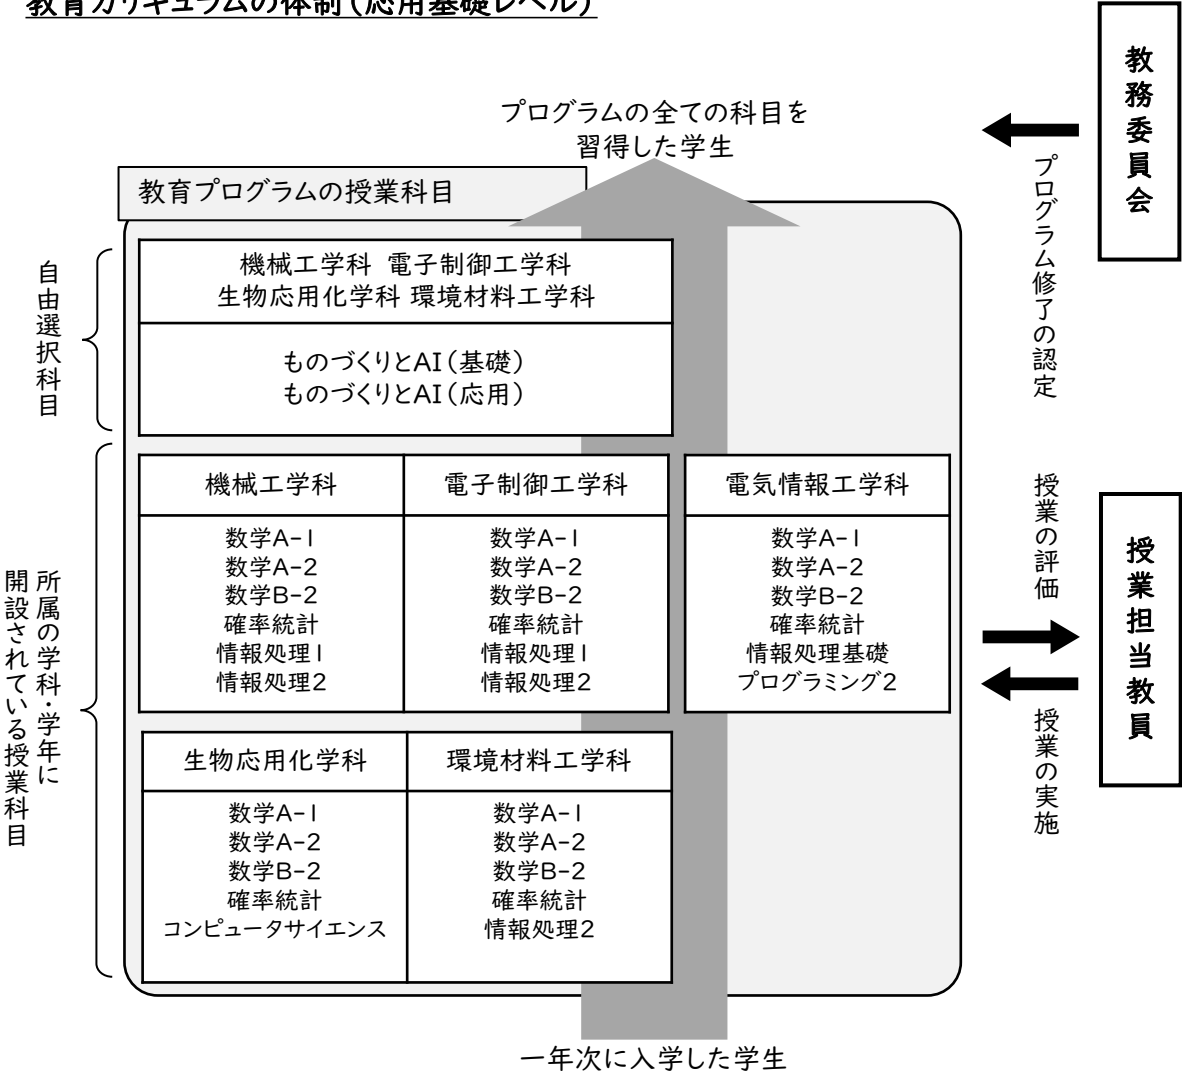 教育カリキュラムの体制(応用基礎レベル)
プログラムの全ての科目を
習得した学生
教育プログラムの授業科目
自由選択科目
機械工学科 電子制御工学科
生物応用化学科 環境材料工学科
ものづくりとAI(基礎)
ものづくりとAI(応用)
所属の学科・学年に
開設されている授業科目
機械工学科
数学A-1
数学A-2
数学B-2
確率統計
情報処理1
情報処理2
電子制御工学科
数学A-1
数学A-2
数学B-2
確率統計
情報処理1
情報処理2
電気情報工学科
数学A-1
数学A-2
数学B-2
確率統計
情報処理基礎
プログラミング2
生物応用化学科
数学A-1
数学A-2
数学B-2
確率統計
コンピュータサイエンス
環境材料工学科
数学A-1
数学A-2
数学B-2
確率統計
情報処理2
一年次に入学した学生
教務委員会
プログラム修了の認定
授業担当教員
授業の評価
授業の実施